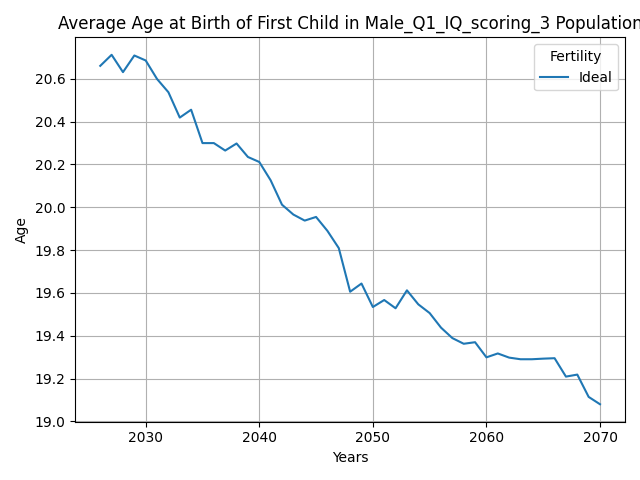 Average Age at Birth of First Child in Male_Q1_IQ_scoring_3 Population
Fertility
Ideal
20.6
20.4
20.2
20.0
19.8
19.6
19.4
19.2
19.0
Age
2030 2040 2050 2060 2070
Years